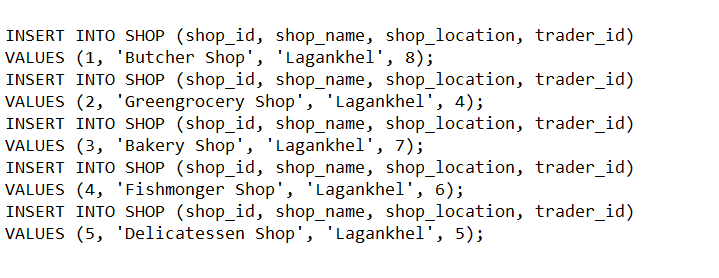 INSERT INTO SHOP (shop_id, shop_name, shop_location, trader_id)
VALUES (1, 'Butcher Shop', 'Lagankhel', 8);
INSERT INTO SHOP (shop_id, shop_name, shop_location, trader_id)
VALUES (2, 'Greengrocery Shop', 'Lagankhel', 4);
INSERT INTO SHOP (shop_id, shop_name, shop_location, trader_id)
VALUES (3, 'Bakery Shop', 'Lagankhel', 7);
INSERT INTO SHOP (shop_id, shop_name, shop_location, trader_id)
VALUES (4, 'Fishmonger Shop', 'Lagankhel', 6);
INSERT INTO SHOP (shop_id, shop_name, shop_location, trader_id)
VALUES (5, 'Delicatessen Shop', 'Lagankhel', 5);